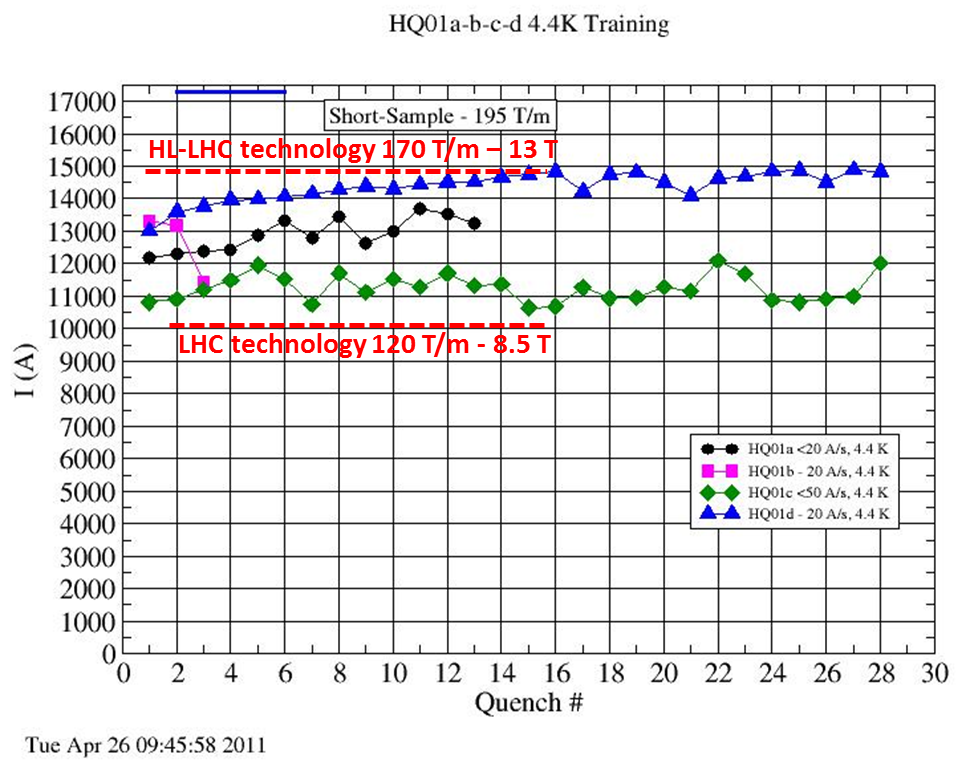 HQ01a-b-c-d 4.4K Training
17000
16000
15000
14000
13000
12000
11000
10000
9000
8000
7000
6000
5000
4000
3000
2000
1000
0
I (A)
Short-Sample - 195 T/m
HL-LHC technology 170 T/m – 13 T
LHC technology 120 T/m - 8.5 T
HQ01a <20 A/s, 4.4 K
HQ01b - 20 A/s, 4.4 K
HQ01c <50 A/s, 4.4 K
HQ01d - 20 A/s, 4.4 K
0 2 4 6 8 10 12 14 16 18 20 22 24 26 28 30
Quench #
Tue Apr 26 09:45:58 2011